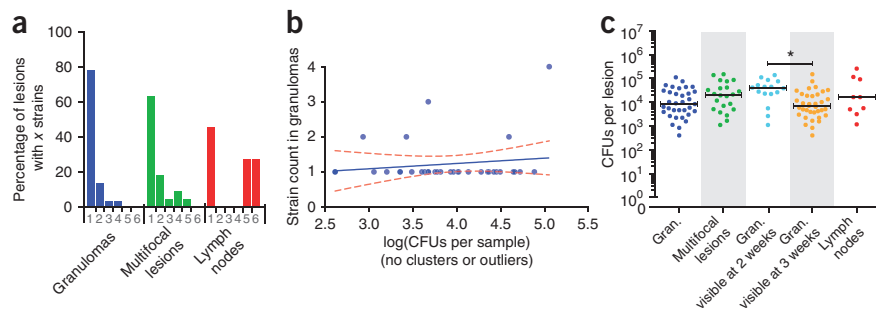 a
Percentage of lesions
with x strains
100
80
60
40
20
0
1 2 3 4 5 6 1 2 3 4 5 6 1 2 3 4 5 6
Granulomas
Multifocal
lesions
Lymph
nodes
b
Strain count in granulomas
4
3
2
1
0
2.5 3.0 3.5 4.0 4.5 5.0 5.5
log(CFUs per sample)
(no clusters or outliers)
c
CFUs per lesion
10^7
10^6
10^5
10^4
10^3
10^2
10^1
10^0
0
*
Gran.
Multifocal
lesions
Gran.
visible at 2 weeks
Gran.
visible at 3 weeks
Lymph
nodes